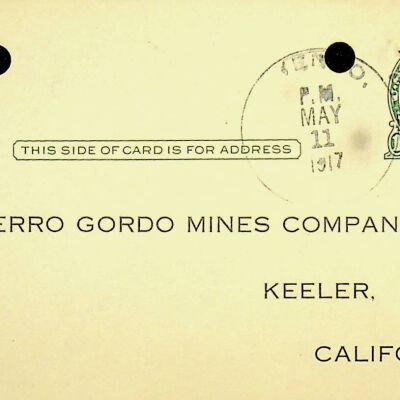 P.M.
MAY
11
1917
THIS SIDE OF CARD IS FOR ADDRESS
ERRO GORDO MINES COMPAN
KEELER,
CALIFO